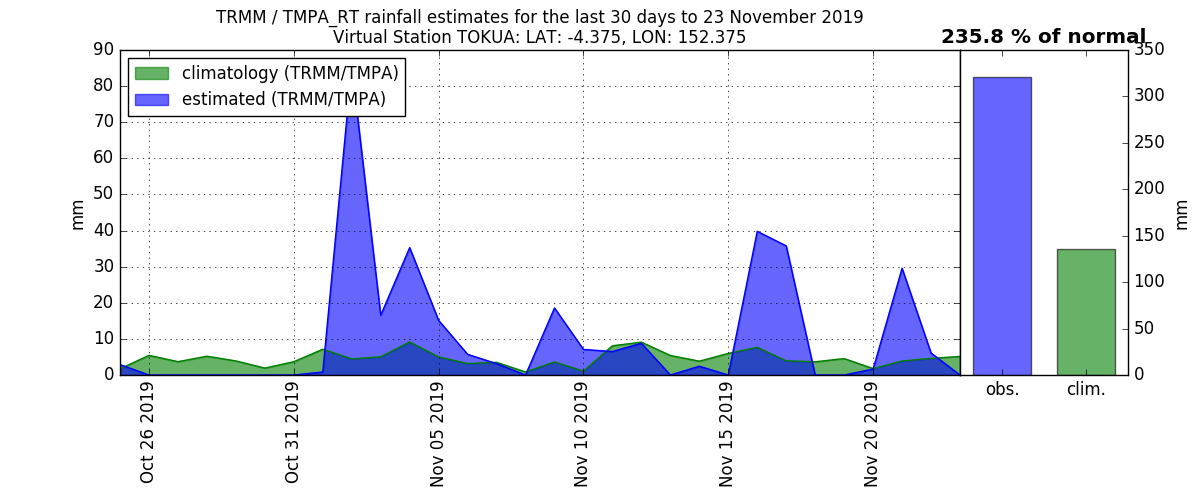 TRMM / TMPA_RT rainfall estimates for the last 30 days to 23 November 2019
Virtual Station TOKUA: LAT: -4.375, LON: 152.375
235.8 % of normal
climatology (TRMM/TMPA)
estimated (TRMM/TMPA)
90
80
70
60
50
40
30
20
10
0
mm
Oct 26 2019
Oct 31 2019
Nov 05 2019
Nov 10 2019
Nov 15 2019
Nov 20 2019
obs.
clim.
350
300
250
200
150
100
50
0
mm